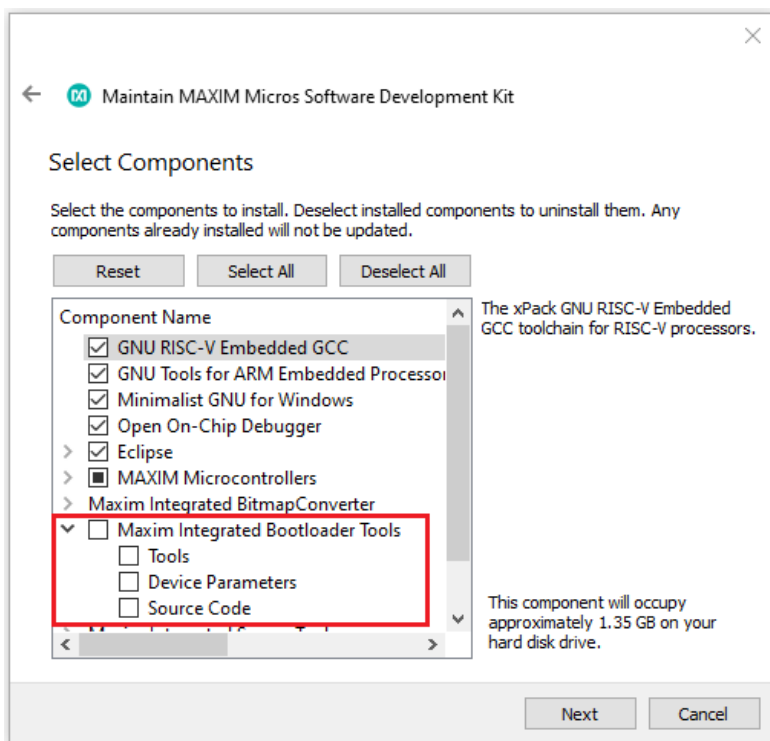 Maintain MAXIM Micros Software Development Kit
Select Components
Select the components to install. Deselect installed components to uninstall them. Any
components already installed will not be updated.
Reset
Select All
Deselect All
Component Name
GNU RISC-V Embedded GCC
GNU Tools for ARM Embedded Processor
Minimalist GNU for Windows
Open On-Chip Debugger
Eclipse
MAXIM Microcontrollers
Maxim Integrated BitmapConverter
Maxim Integrated Bootloader Tools
Tools
Device Parameters
Source Code
The xPack GNU RISC-V Embedded
GCC toolchain for RISC-V processors.
This component will occupy
approximately 1.35 GB on your
hard disk drive.
Next
Cancel